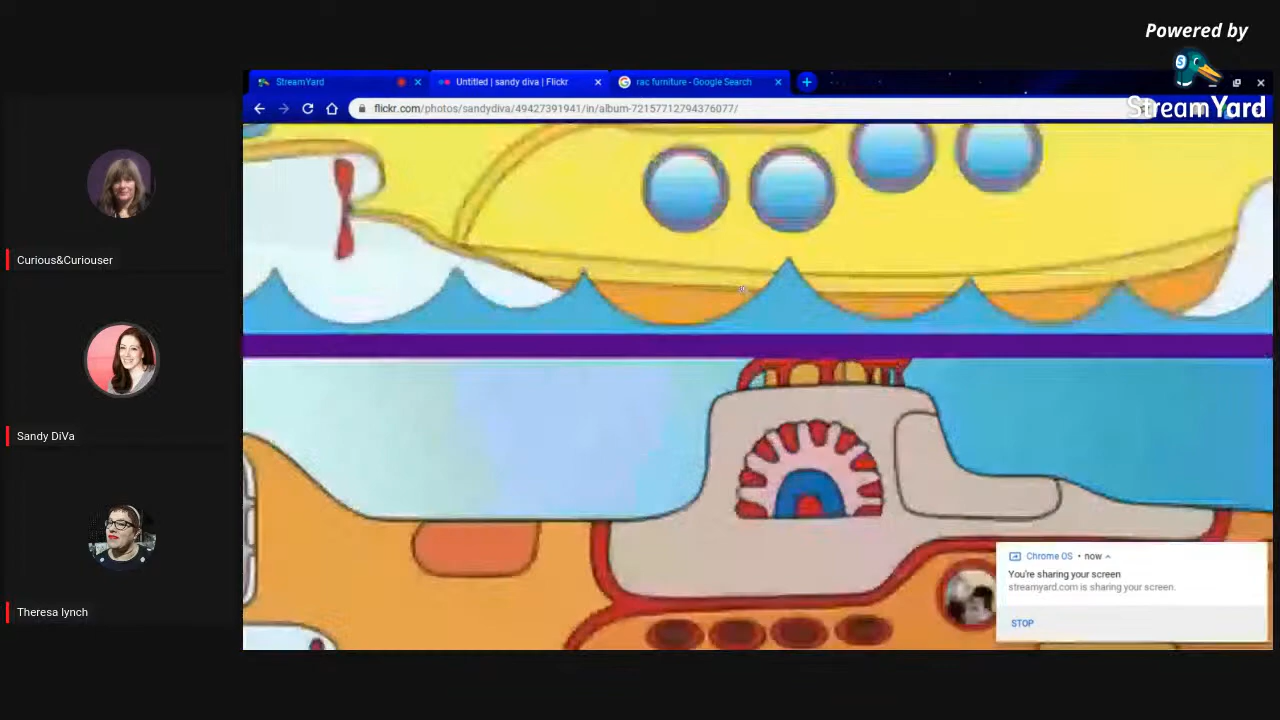 Powered by
StreamYard
StreamYard
Untitled | sandy diva | Flickr
rac furniture - Google Search
flickr.com/photos/sandydiva/49427391941/in/album-72157712794376077/
Curious&Curiouser
Sandy DiVa
Theresa lynch
Chrome OS • now
You're sharing your screen
streamyard.com is sharing your screen.
STOP